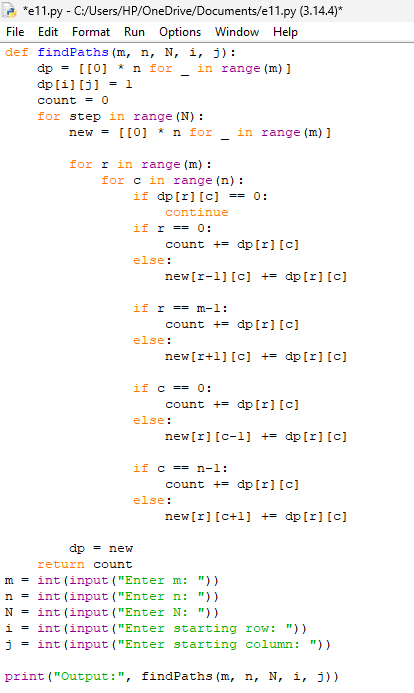 *e11.py - C:/Users/HP/OneDrive/Documents/e11.py (3.14.4)*
File Edit Format Run Options Window Help
def findPaths(m, n, N, i, j):
    dp = [[0] * n for _ in range(m)]
    dp[i][j] = 1
    count = 0
    for step in range(N):
        new = [[0] * n for _ in range(m)]

        for r in range(m):
            for c in range(n):
                if dp[r][c] == 0:
                    continue
                if r == 0:
                    count += dp[r][c]
                else:
                    new[r-1][c] += dp[r][c]

                if r == m-1:
                    count += dp[r][c]
                else:
                    new[r+1][c] += dp[r][c]

                if c == 0:
                    count += dp[r][c]
                else:
                    new[r][c-1] += dp[r][c]

                if c == n-1:
                    count += dp[r][c]
                else:
                    new[r][c+1] += dp[r][c]

        dp = new
    return count
m = int(input("Enter m: "))
n = int(input("Enter n: "))
N = int(input("Enter N: "))
i = int(input("Enter starting row: "))
j = int(input("Enter starting column: "))

print("Output:", findPaths(m, n, N, i, j))